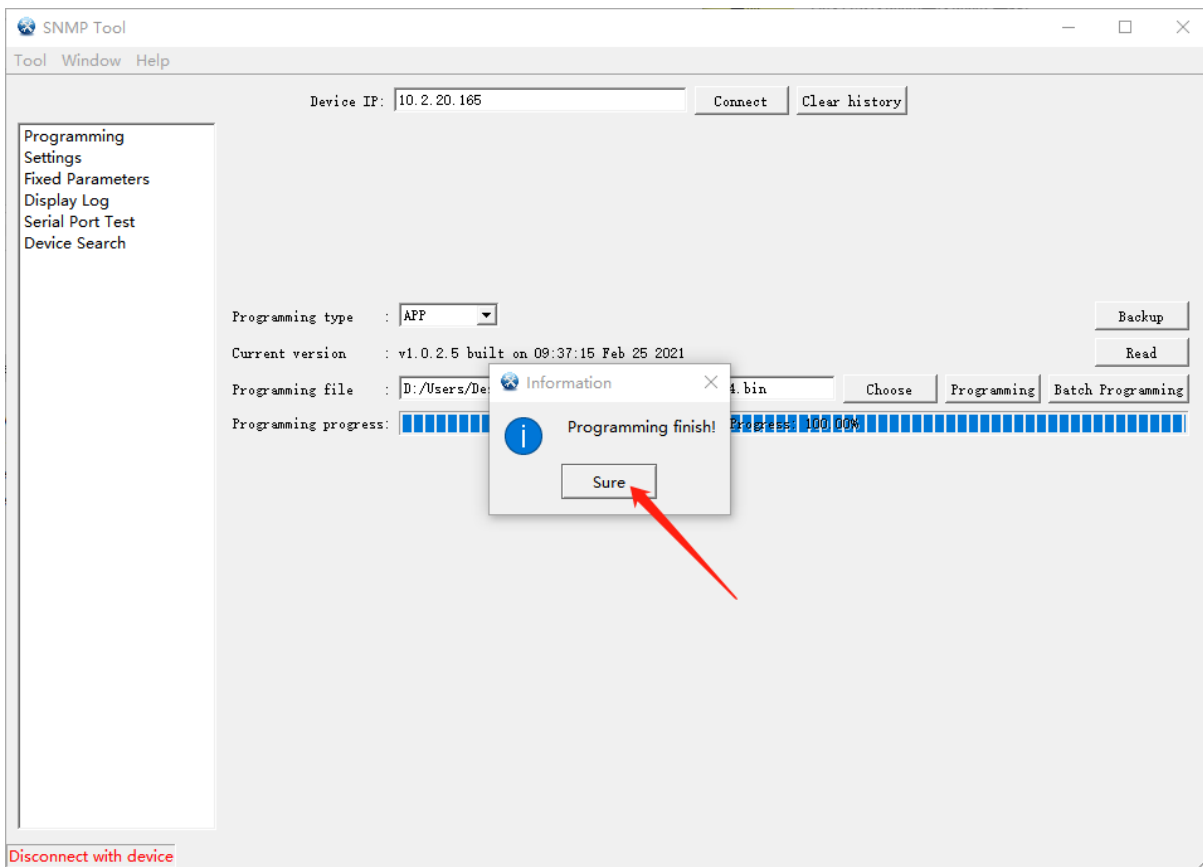 SNMP Tool
Tool Window Help
Device IP: 10.2.20.165 Connect Clear history
Programming
Settings
Fixed Parameters
Display Log
Serial Port Test
Device Search
Programming type : APP Backup
Current version : v1.0.2.5 built on 09:37:15 Feb 25 2021 Read
Programming file : D:/Users/De 4.bin Choose Programming Batch Programming
Programming progress: Progress: 100.00%
Information
Programming finish!
Sure
Disconnect with device